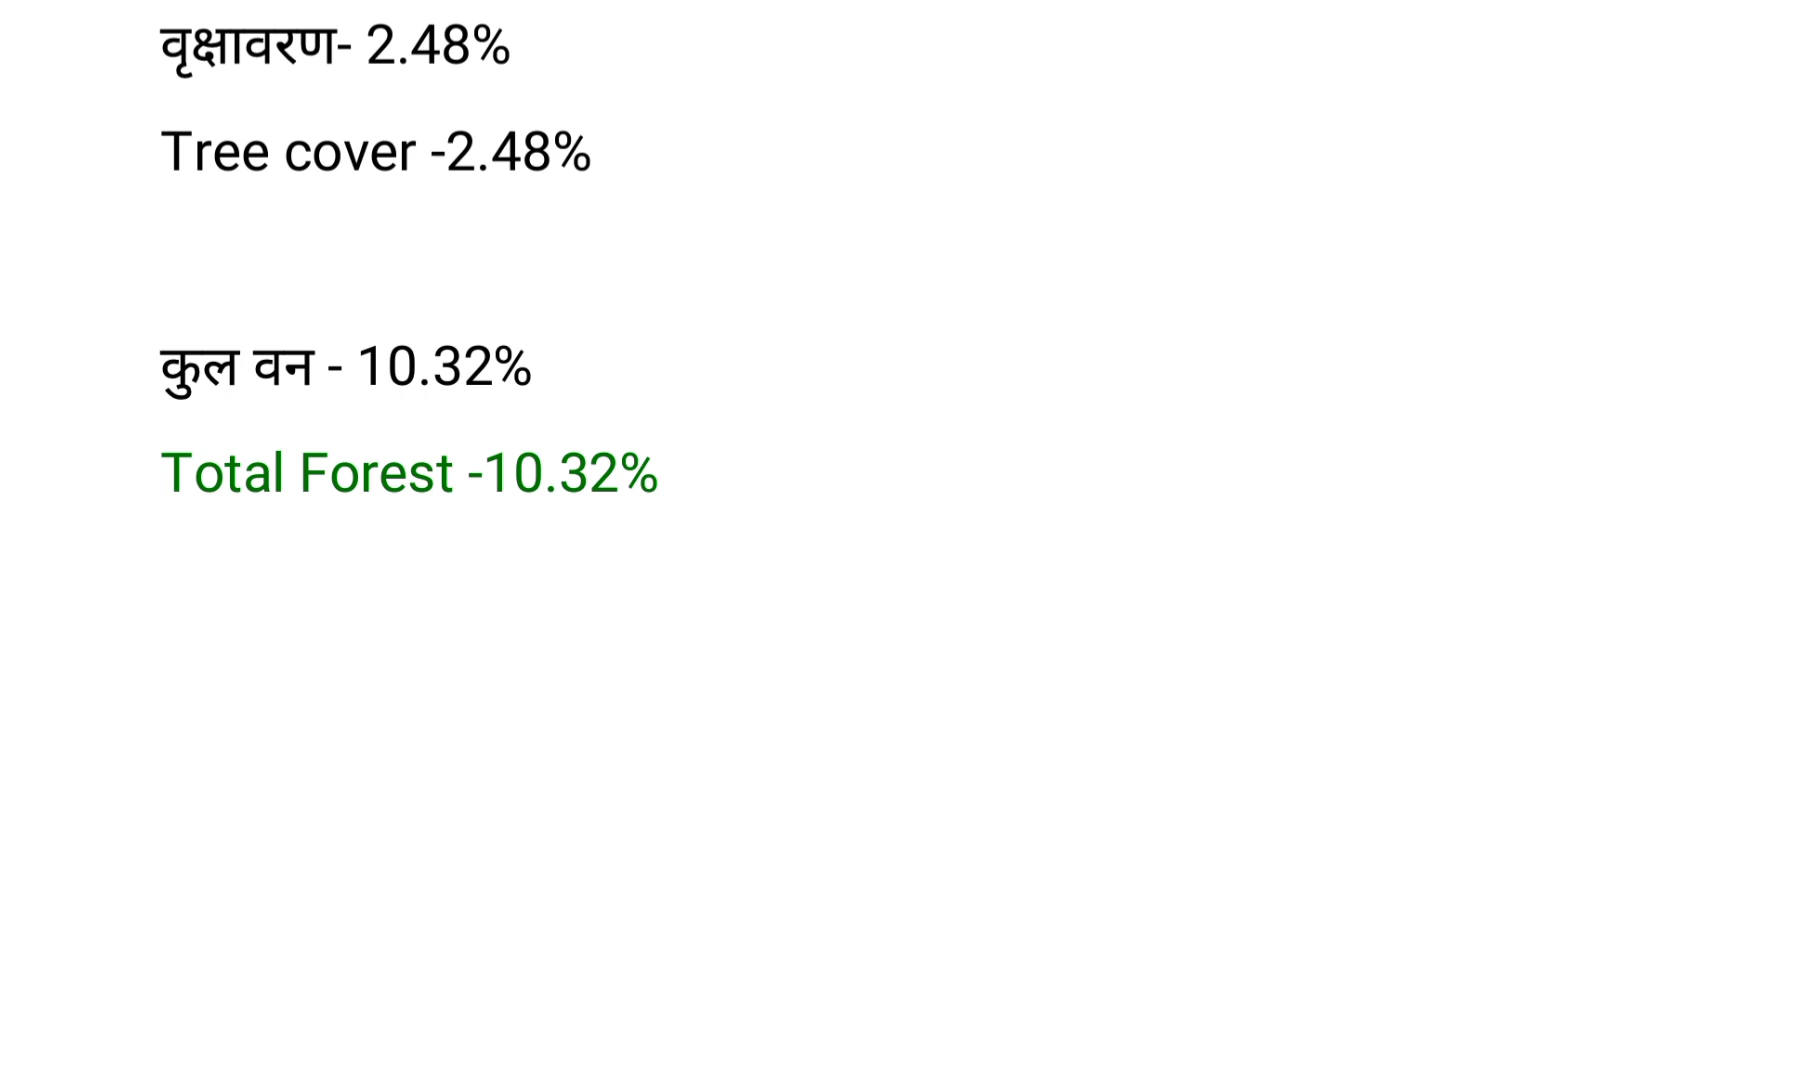 वृक्षावरण- 2.48%
Tree cover -2.48%
कुल वन - 10.32%
Total Forest -10.32%